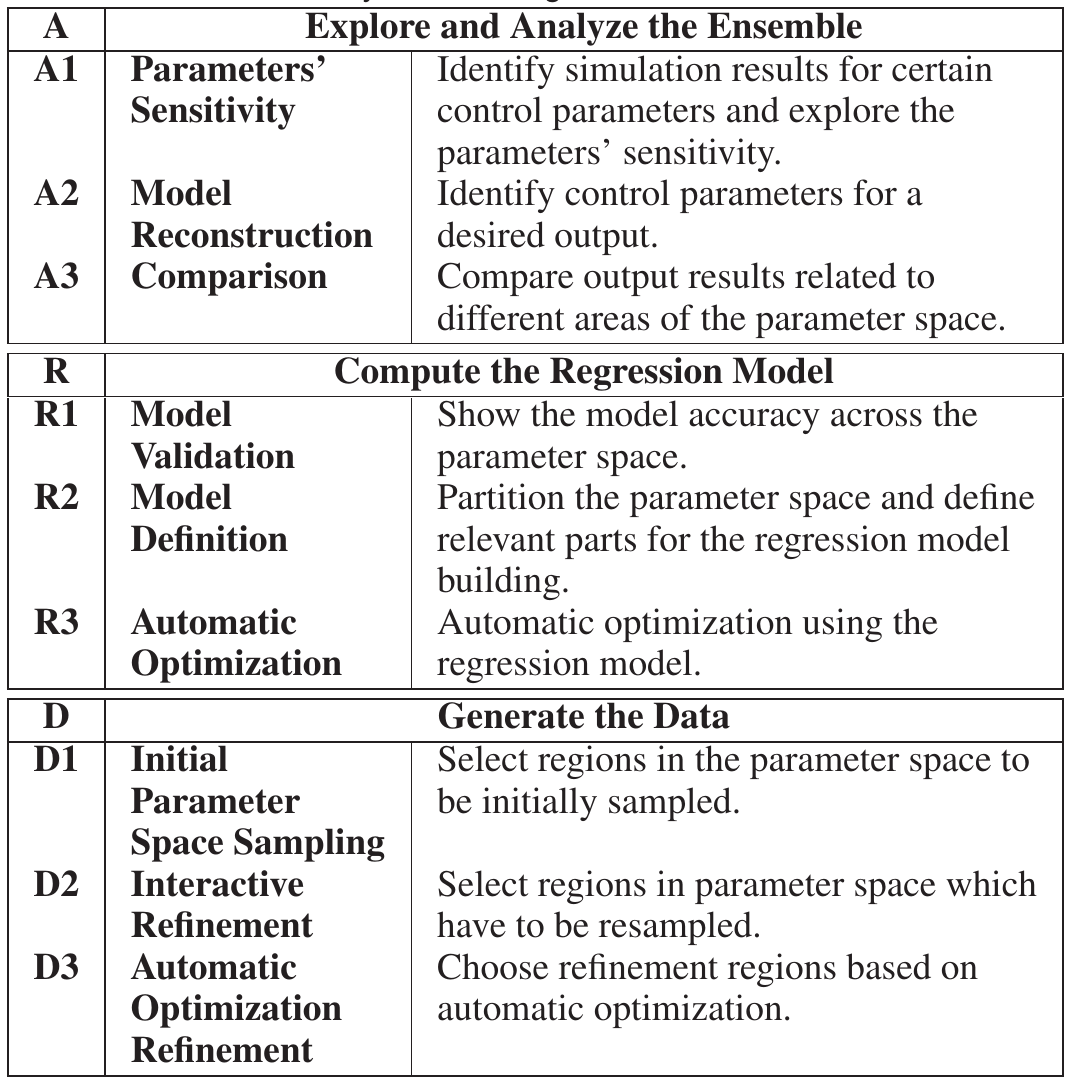 A Explore and Analyze the Ensemble
A1 Parameters’ Identify simulation results for certain
Sensitivity control parameters and explore the
parameters’ sensitivity.
A2 Model Identify control parameters for a
Reconstruction desired output.
A3 Comparison Compare output results related to
different areas of the parameter space.
R Compute the Regression Model
R1 Model Show the model accuracy across the
Validation parameter space.
R2 Model Partition the parameter space and define
Definition relevant parts for the regression model
building.
R3 Automatic Automatic optimization using the
Optimization regression model.
D Generate the Data
D1 Initial Select regions in the parameter space to
Parameter be initially sampled.
Space Sampling
D2 Interactive Select regions in parameter space which
Refinement have to be resampled.
D3 Automatic Choose refinement regions based on
Optimization automatic optimization.
Refinement